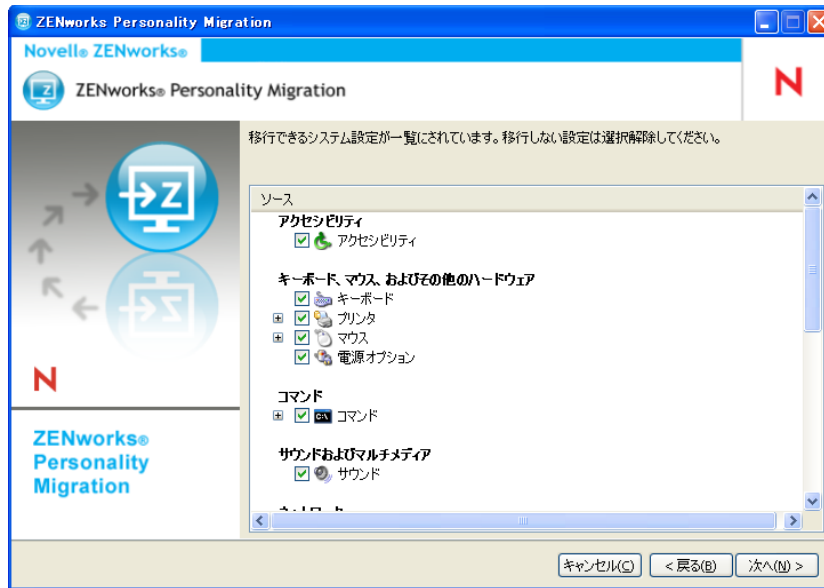 ZENworks Personality Migration
Novell® ZENworks®
ZENworks® Personality Migration
N
移行できるシステム設定が一覧にされています。移行しない設定は選択解除してください。
ソース
アクセシビリティ
アクセシビリティ
キーボード、マウス、およびその他のハードウェア
キーボード
プリンタ
マウス
電源オプション
コマンド
コマンド
サウンドおよびマルチメディア
サウンド
Z
N
ZENworks®
Personality
Migration
キャンセル(C)
< 戻る(B)
次へ(N) >